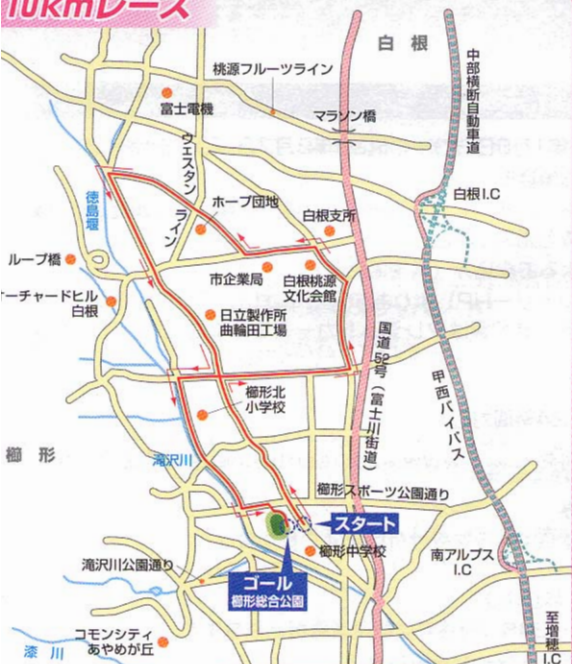 10kmレース
白根
中部横断自動車道
桃源フルーツライン
富士電機
マラソン橋
ウェスタン
ライン
徳島堰
ホープ団地
白根支所
白根I.C
ループ橋
市企業局
白根桃源
文化会館
ーチャードヒル
白根
日立製作所
曲輪田工場
国道52号(富士川街道)
甲西バイパス
櫛形北
小学校
櫛形
滝沢川
櫛形スポーツ公園通り
スタート
櫛形中学校
南アルプス
I.C
滝沢川公園通り
ゴール
櫛形総合公園
コモンシティ
あやめが丘
漆川
至増穂
I.C